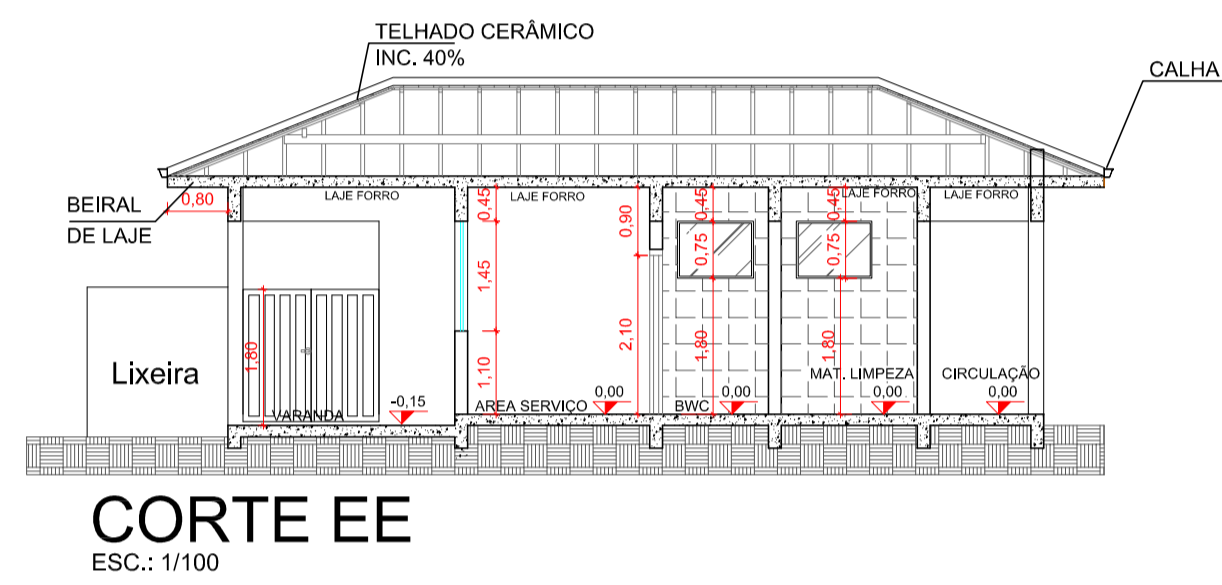 TELHADO CERÂMICO
INC. 40%
CALHA
BEIRAL
DE LAJE
0,80
LAJE FORRO
LAJE FORRO
LAJE FORRO
LAJE FORRO
0,45
0,90
0,45
0,45
1,45
0,75
0,75
2,10
1,80
1,10
1,80
1,80
Lixeira
VARANDA
-0,15
AREA SERVIÇO
0,00
BWC
0,00
MAT. LIMPEZA
0,00
CIRCULAÇÃO
0,00
CORTE EE
ESC.: 1/100